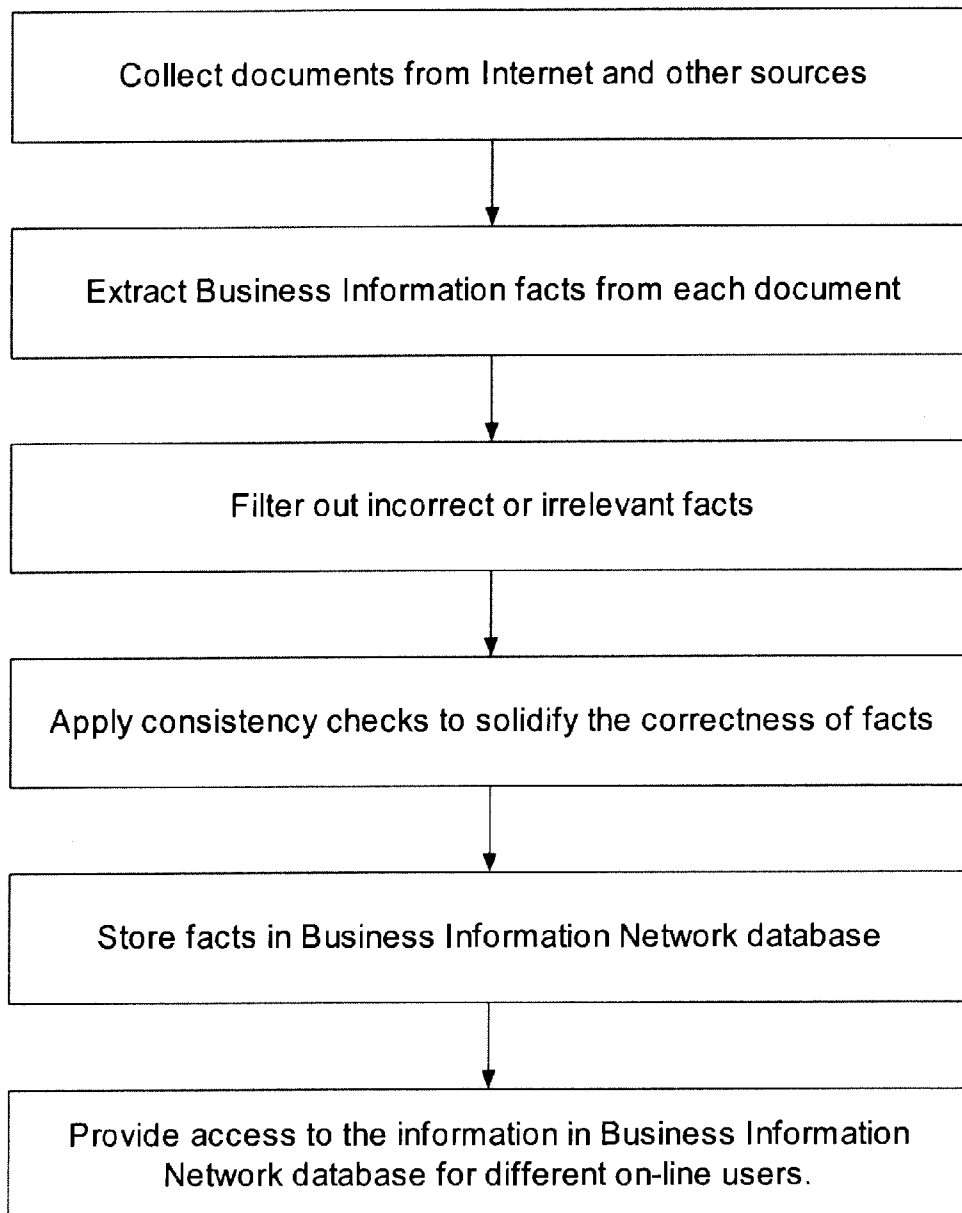 Collect documents from Internet and other sources
Extract Business Information facts from each document
Filter out incorrect or irrelevant facts
Apply consistency checks to solidify the correctness of facts
Store facts in Business Information Network database
Provide access to the information in Business Information
Network database for different on-line users.